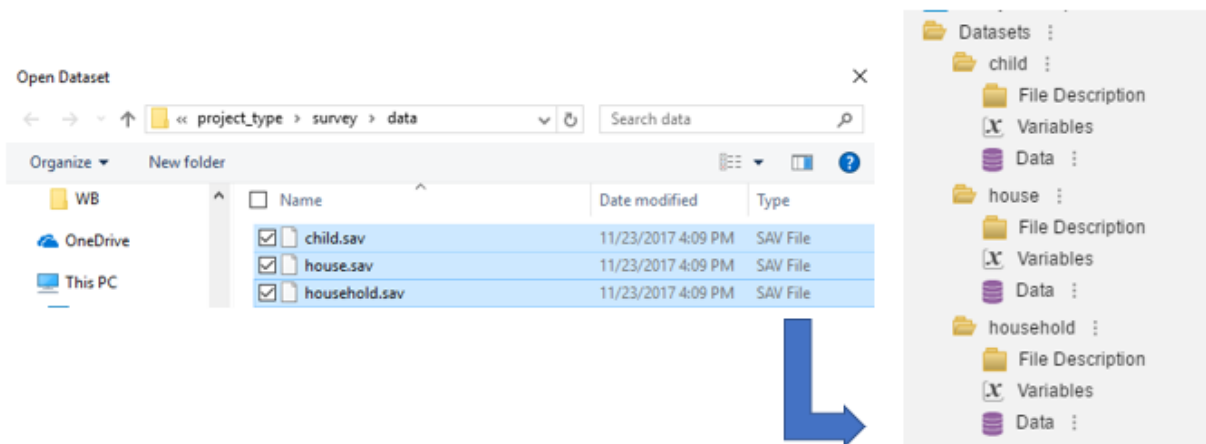 Open Dataset
« project_type > survey > data
Search data
Organize
New folder
WB
OneDrive
This PC
Name
Date modified
Type
child.sav
11/23/2017 4:09 PM
SAV File
house.sav
11/23/2017 4:09 PM
SAV File
household.sav
11/23/2017 4:09 PM
SAV File
Datasets
child
File Description
Variables
Data
house
File Description
Variables
Data
household
File Description
Variables
Data